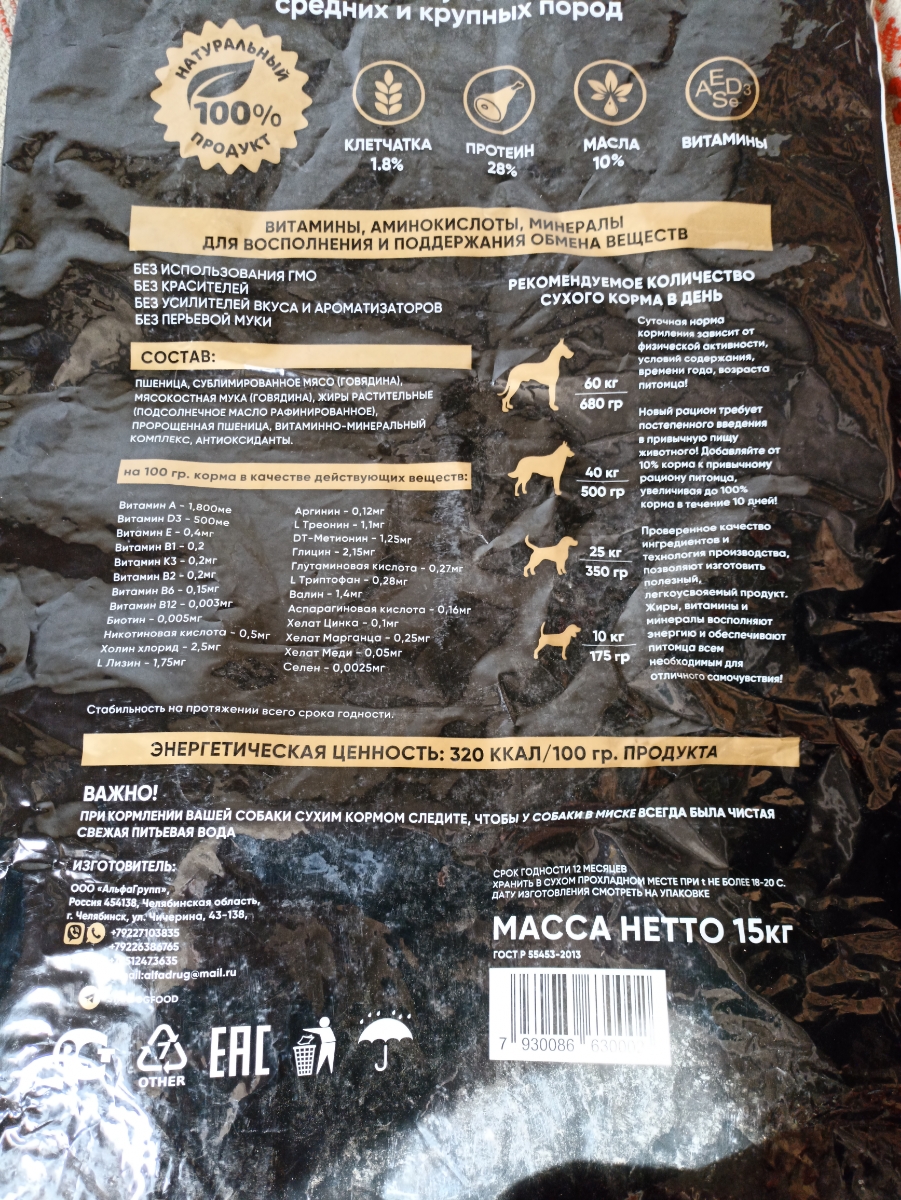 средних и крупных пород
НАТУРАЛЬНЫЙ
100%
ПРОДУКТ
КЛЕТЧАТКА
1.8%
ПРОТЕИН
28%
МАСЛА
10%
AEDз
Se
ВИТАМИНЫ
ВИТАМИНЫ, АМИНОКИСЛОТЫ, МИНЕРАЛЫ
ДЛЯ ВОСПОЛНЕНИЯ И ПОДДЕРЖАНИЯ ОБМЕНА ВЕЩЕСТВ
БЕЗ ИСПОЛЬЗОВАНИЯ ГМО
БЕЗ КРАСИТЕЛЕЙ
БЕЗ УСИЛИТЕЛЕЙ ВКУСА И АРОМАТИЗАТОРОВ
БЕЗ ПЕРЬЕВОЙ МУКИ
СОСТАВ:
ПШЕНИЦА, СУБЛИМИРОВАННОЕ МЯСО (ГОВЯДИНА),
МЯСОКОСТНАЯ МУКА (ГОВЯДИНА), ЖИРЫ РАСТИТЕЛЬНЫЕ
(ПОДСОЛНЕЧНОЕ МАСЛО РАФИНИРОВАННОЕ),
ПРОРОЩЕННАЯ ПШЕНИЦА, ВИТАМИННО-МИНЕРАЛЬНЫЙ
КОМПЛЕКС, АНТИОКСИДАНТЫ.
на 100 гр. корма в качестве действующих веществ:
Витамин А - 1,800ме
Витамин D3 - 500ме
Витамин Е - 0,4мг
Витамин В1 - 0,2
Витамин К3 - 0,2мг
Витамин В2 - 0,2мг
Витамин В6 - 0,15мг
Витамин В12 - 0,003мг
Биотин - 0,005мг
Никотиновая кислота - 0,5мг
Холин хлорид - 2,5мг
L Лизин - 1,75мг
Аргинин - 0,12мг
L Треонин - 1,1мг
DT-Метионин - 1,25мг
Глицин - 2,15мг
Глутаминовая кислота - 0,27мг
L Триптофан - 0,28мг
Валин - 1,4мг
Аспарагиновая кислота - 0,16мг
Хелат Цинка - 0,1мг
Хелат Марганца - 0,25мг
Хелат Меди - 0,05мг
Селен - 0,0025мг
Стабильность на протяжении всего срока годности.
РЕКОМЕНДУЕМОЕ КОЛИЧЕСТВО
СУХОГО КОРМА В ДЕНЬ
60 кг
680 гр
40 кг
500 гр
25 кг
350 гр
10 кг
175 гр
Суточная норма
кормления зависит от
физической активности,
условий содержания,
времени года, возраста
питомца!
Новый рацион требует
постепенного введения
в привычную пищу
животного! Добавляйте от
10% корма к привычному
рациону питомца,
увеличивая до 100%
корма в течение 10 дней!
Проверенное качество
ингредиентов и
технология производства,
позволяют изготовить
полезный,
легкоусвояемый продукт.
Жиры, витамины и
минералы восполняют
энергию и обеспечивают
питомца всем
необходимым для
отличного самочувствия!
ЭНЕРГЕТИЧЕСКАЯ ЦЕННОСТЬ: 320 ККАЛ/100 гр. ПРОДУКТА
ВАЖНО!
ПРИ КОРМЛЕНИИ ВАШЕЙ СОБАКИ СУХИМ КОРМОМ СЛЕДИТЕ, ЧТОБЫ У СОБАКИ В МИСКЕ ВСЕГДА БЫЛА ЧИСТАЯ
СВЕЖАЯ ПИТЬЕВАЯ ВОДА
ИЗГОТОВИТЕЛЬ:
ООО «АльфаГрупп»,
Россия 454138, Челябинская область,
г. Челябинск, ул. Чичерина, 43-138,
+79227103835
+79226386765
512473635
ail:alfadrug@mail.ru
GFOOD
OTHER
EAC
СРОК ГОДНОСТИ 12 МЕСЯЦЕВ
ХРАНИТЬ В СУХОМ ПРОХЛАДНОМ МЕСТЕ ПРИ t НЕ БОЛЕЕ 18-20 С.
ДАТУ ИЗГОТОВЛЕНИЯ СМОТРЕТЬ НА УПАКОВКЕ
МАССА НЕТТО 15кг
ГОСТ Р 55453-2013
7 930086 63000
7